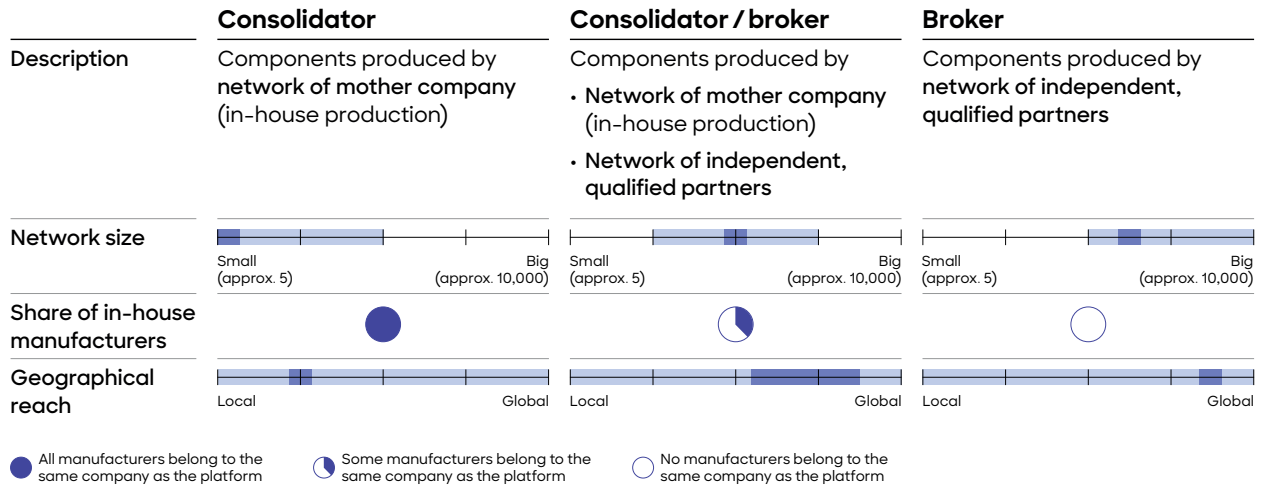 Consolidator
Consolidator / broker
Broker
Description
Components produced by
network of mother company
(in-house production)
Components produced by
• Network of mother company
(in-house production)
• Network of independent,
qualified partners
Components produced by
network of independent,
qualified partners
Network size
Small
(approx. 5)
Big
(approx. 10,000)
Small
(approx. 5)
Big
(approx. 10,000)
Small
(approx. 5)
Big
(approx. 10,000)
Share of in-house
manufacturers
Geographical
reach
Local
Global
Local
Global
Local
Global
All manufacturers belong to the
same company as the platform
Some manufacturers belong to the
same company as the platform
No manufacturers belong to the
same company as the platform